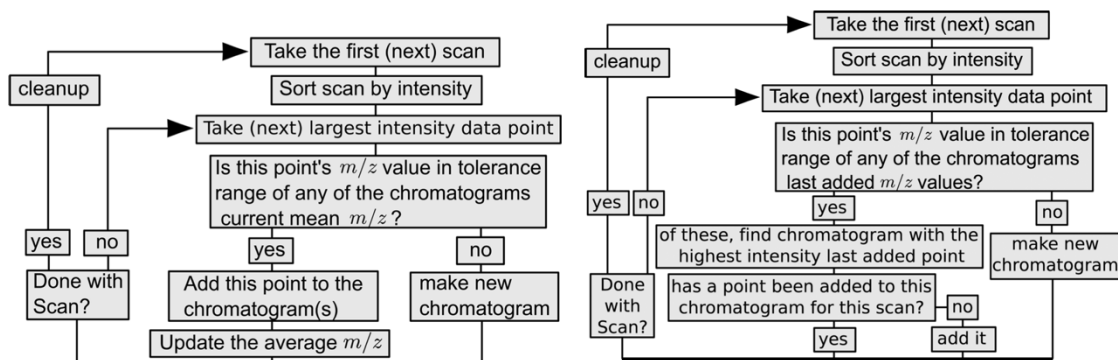 Take the first (next) scan
cleanup
Sort scan by intensity
Take (next) largest intensity data point
Is this point's m/z value in tolerance
range of any of the chromatograms
current mean m/z ?
yes
no
yes
no
Done with
Scan?
Add this point to the
chromatogram(s)
make new
chromatogram
Update the average m/z
Take the first (next) scan
cleanup
Sort scan by intensity
Take (next) largest intensity data point
Is this point's m/z value in tolerance
range of any of the chromatograms
last added m/z values?
yes
no
yes
no
of these, find chromatogram with the
highest intensity last added point
make new
chromatogram
Done
with
Scan?
has a point been added to this
chromatogram for this scan?
no
yes
add it